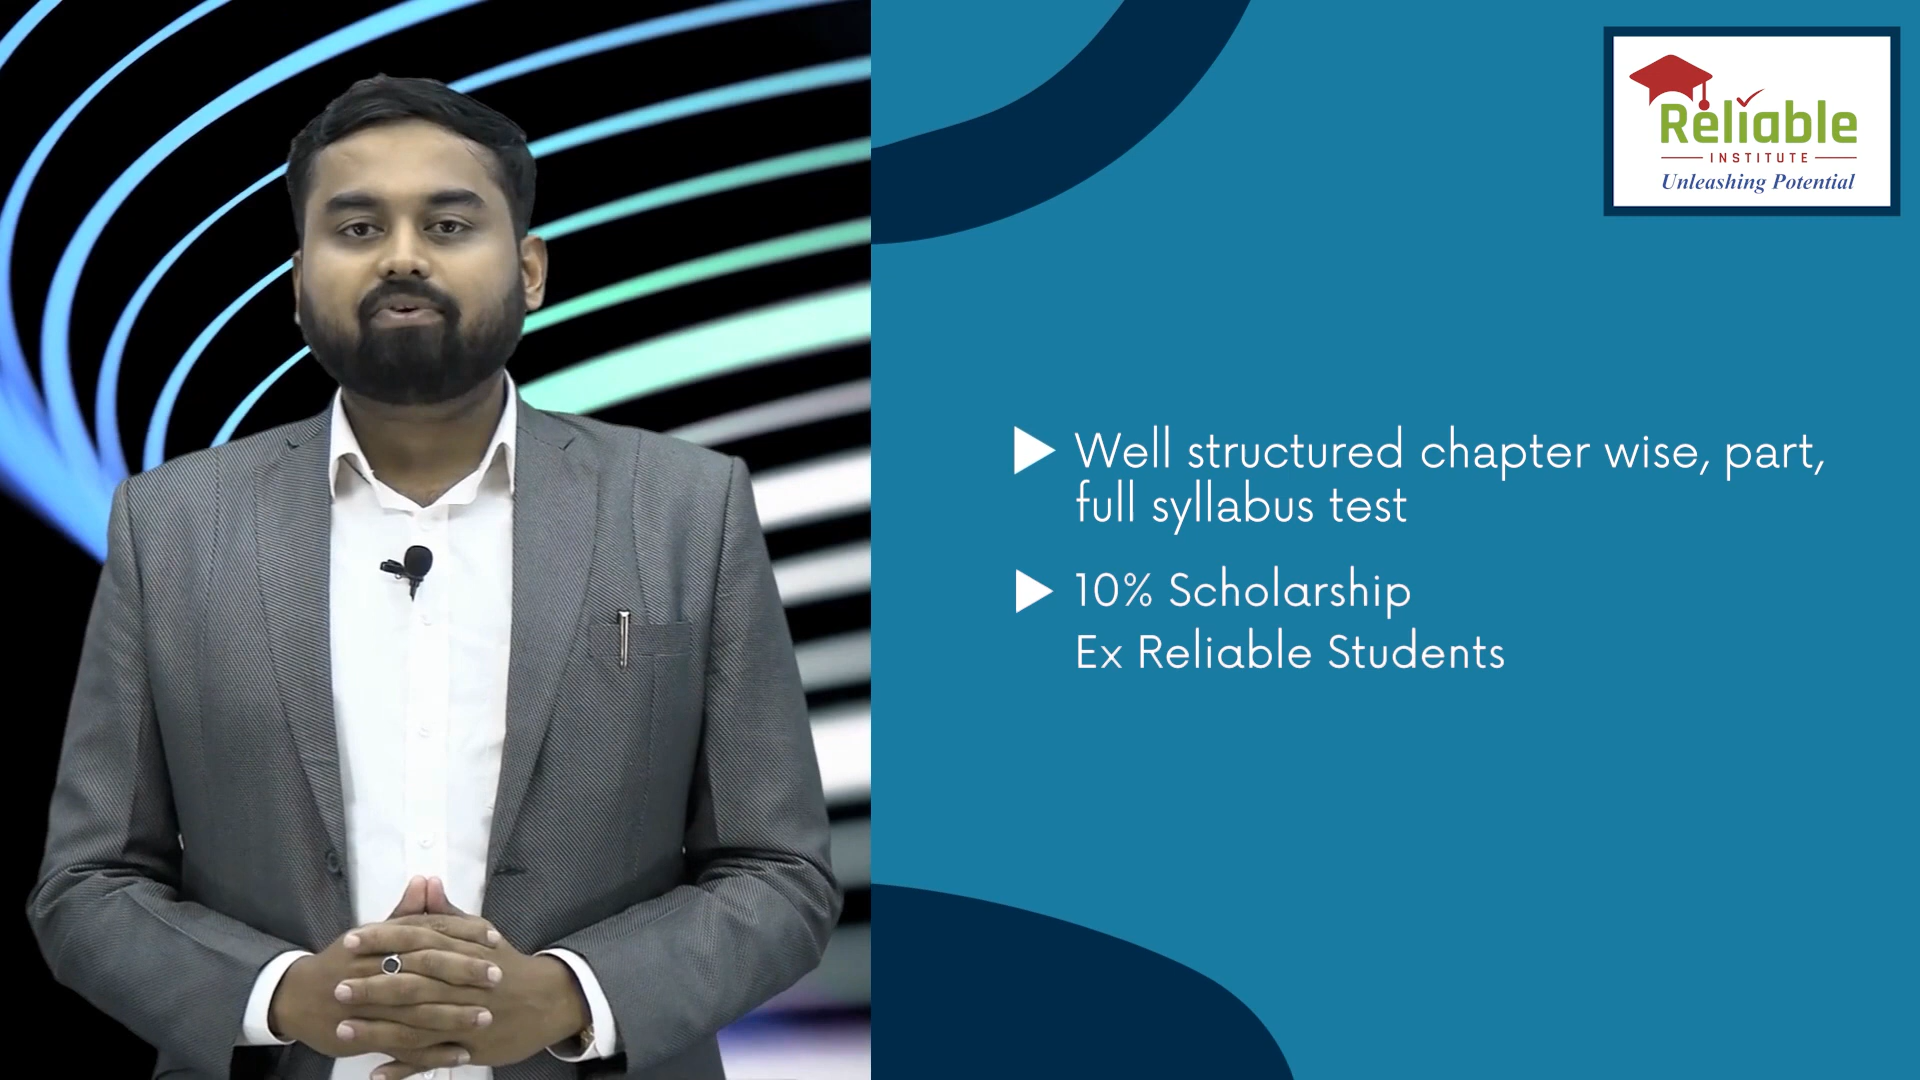 Reliable
INSTITUTE
Unleashing Potential
Well structured chapter wise, part,
full syllabus test
10% Scholarship
Ex Reliable Students